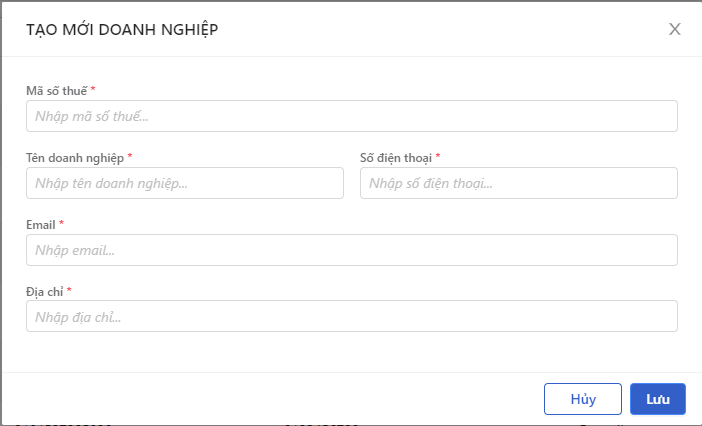 TẠO MỚI DOANH NGHIỆP
Mã số thuế *
Nhập mã số thuế...
Tên doanh nghiệp * Số điện thoại *
Nhập tên doanh nghiệp... Nhập số điện thoại...
Email *
Nhập email...
Địa chỉ *
Nhập địa chỉ...
Hủy Lưu